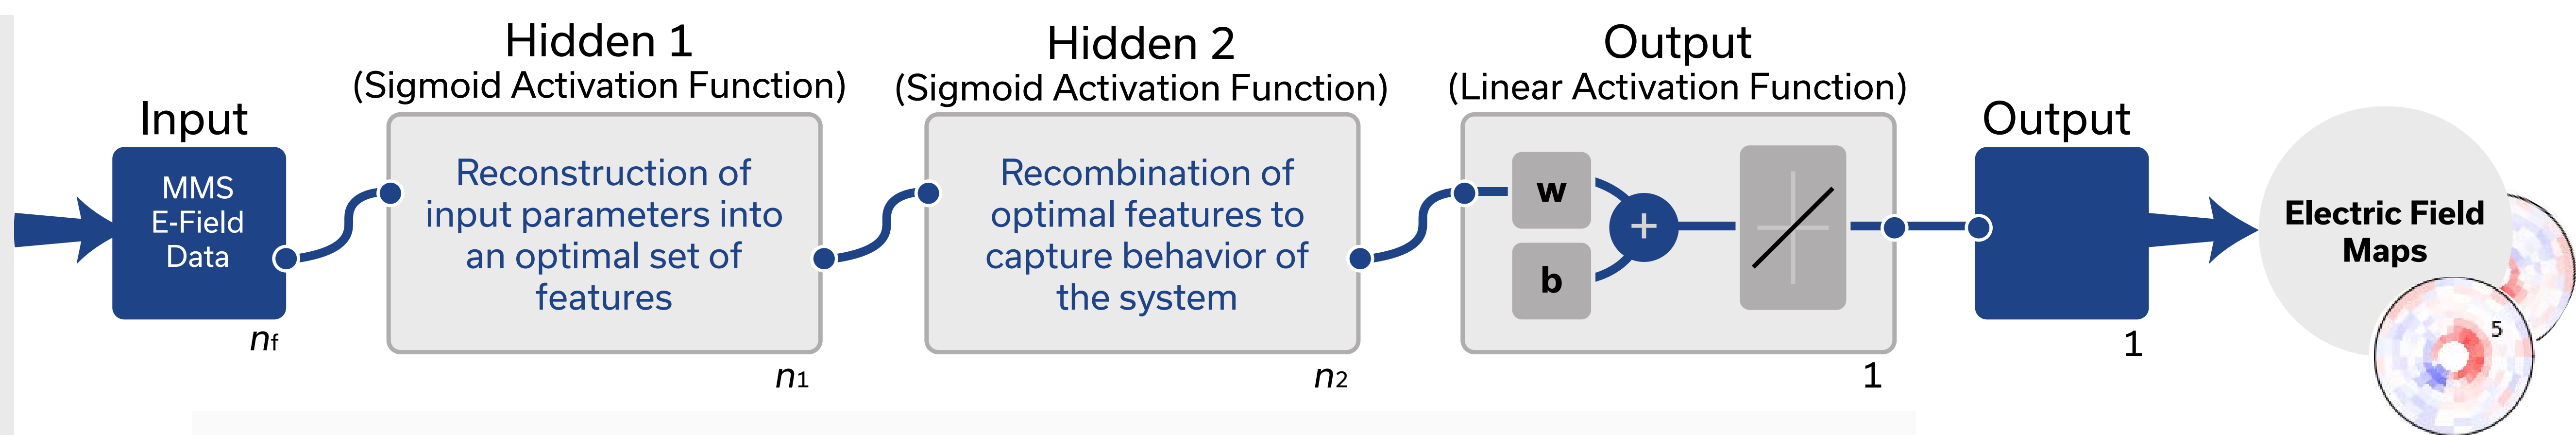 Input
MMS
E-Field
Data
nf
Hidden 1
(Sigmoid Activation Function)
Reconstruction of
input parameters into
an optimal set of
features
n1
Hidden 2
(Sigmoid Activation Function)
Recombination of
optimal features to
capture behavior of
the system
n2
Output
(Linear Activation Function)
w
+
b
1
Output
1
Electric Field
Maps
5